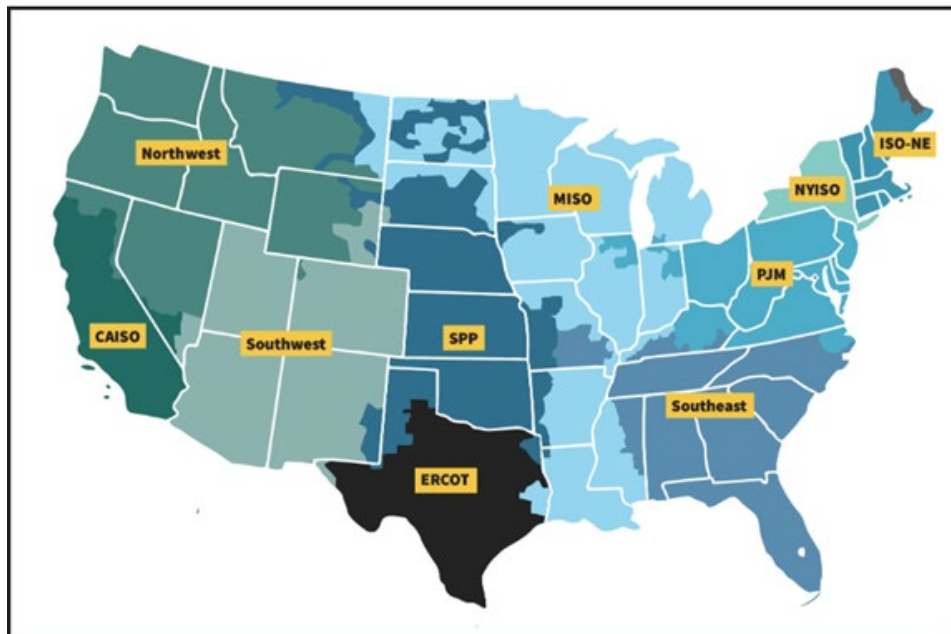 ISO-NE
Northwest
NYISO
MISO
PJM
CAISO
Southwest
SPP
Southeast
ERCOT